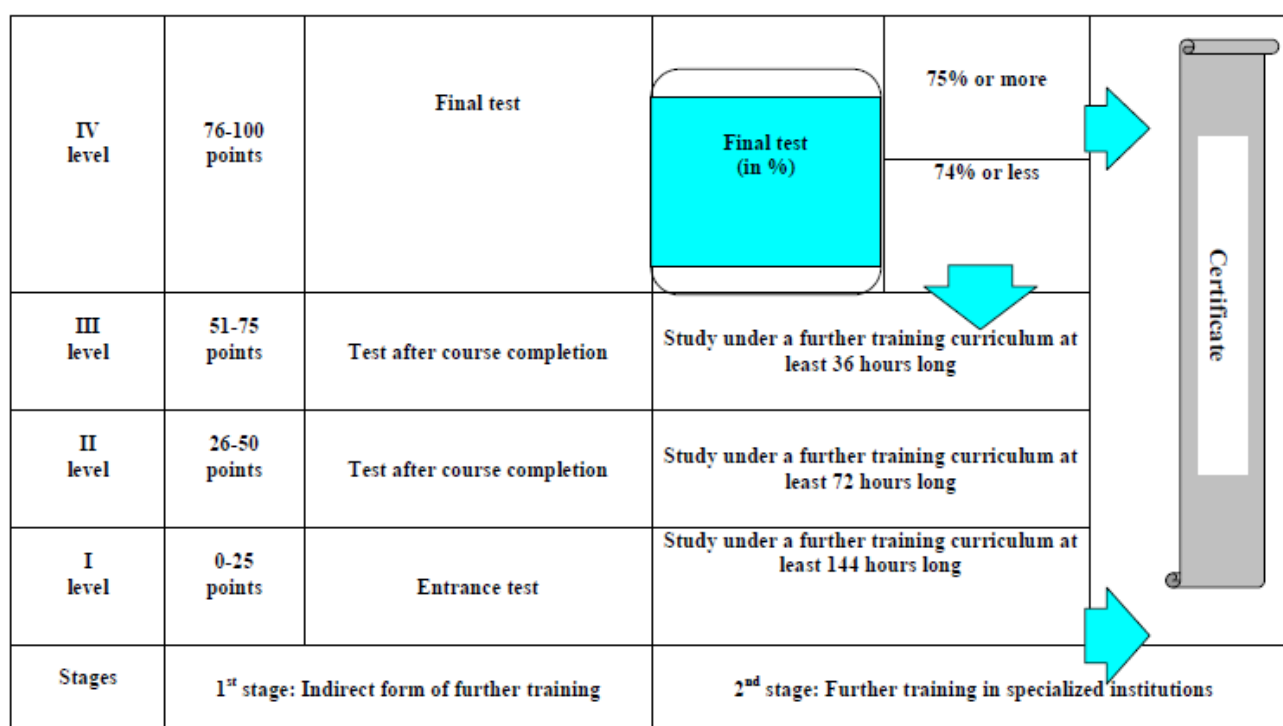 IV
level
76-100
points
Final test
Final test
(in %)
75% or more
74% or less
Certificate
III
level
51-75
points
Test after course completion
Study under a further training curriculum at
least 36 hours long
II
level
26-50
points
Test after course completion
Study under a further training curriculum at
least 72 hours long
I
level
0-25
points
Entrance test
Study under a further training curriculum at
least 144 hours long
Stages
1st stage: Indirect form of further training
2nd stage: Further training in specialized institutions